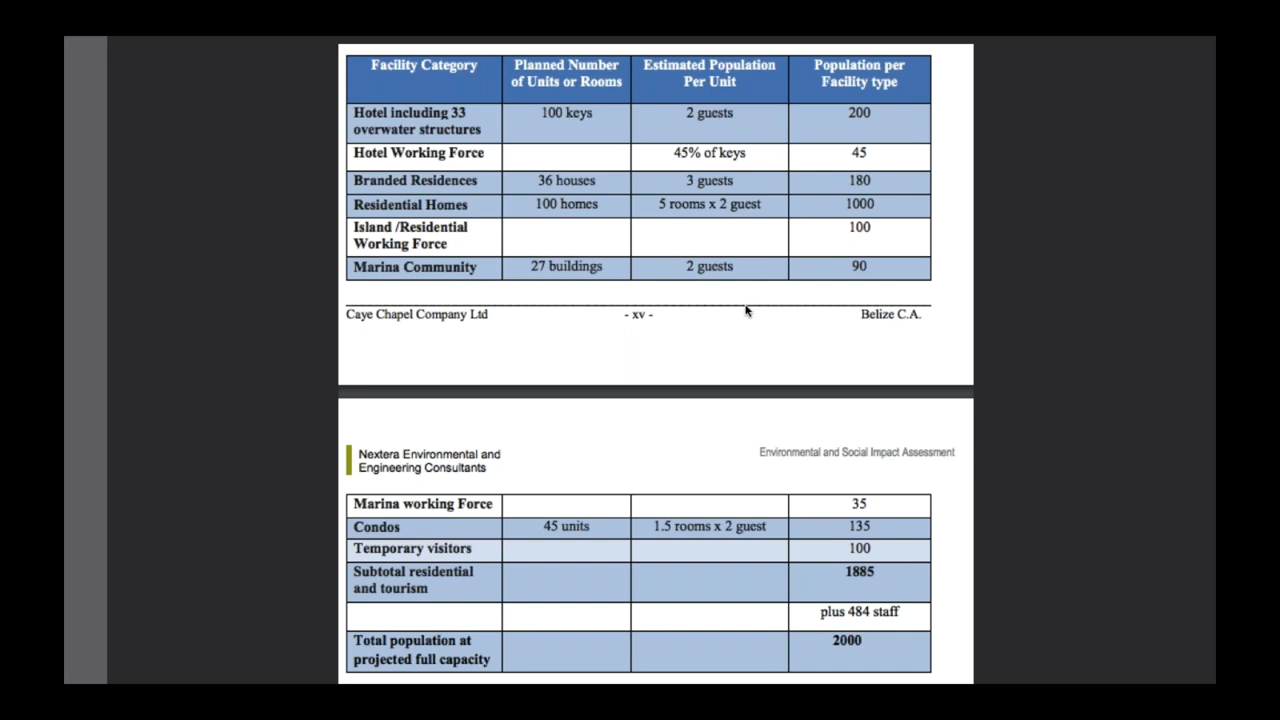 Facility Category Planned Number of Units or Rooms Estimated Population Per Unit Population per Facility type
Hotel including 33 overwater structures 100 keys 2 guests 200
Hotel Working Force 45% of keys 45
Branded Residences 36 houses 3 guests 180
Residential Homes 100 homes 5 rooms x 2 guest 1000
Island /Residential Working Force 100
Marina Community 27 buildings 2 guests 90
Caye Chapel Company Ltd - xv - Belize C.A.
Nextera Environmental and Engineering Consultants Environmental and Social Impact Assessment
Marina working Force 35
Condos 45 units 1.5 rooms x 2 guest 135
Temporary visitors 100
Subtotal residential and tourism 1885
plus 484 staff
Total population at projected full capacity 2000